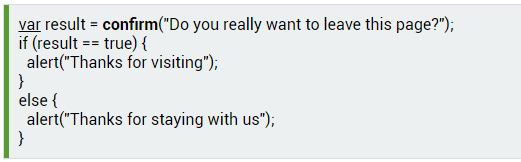 var result = confirm("Do you really want to leave this page?");
if (result == true) {
  alert("Thanks for visiting");
}
else {
  alert("Thanks for staying with us");
}